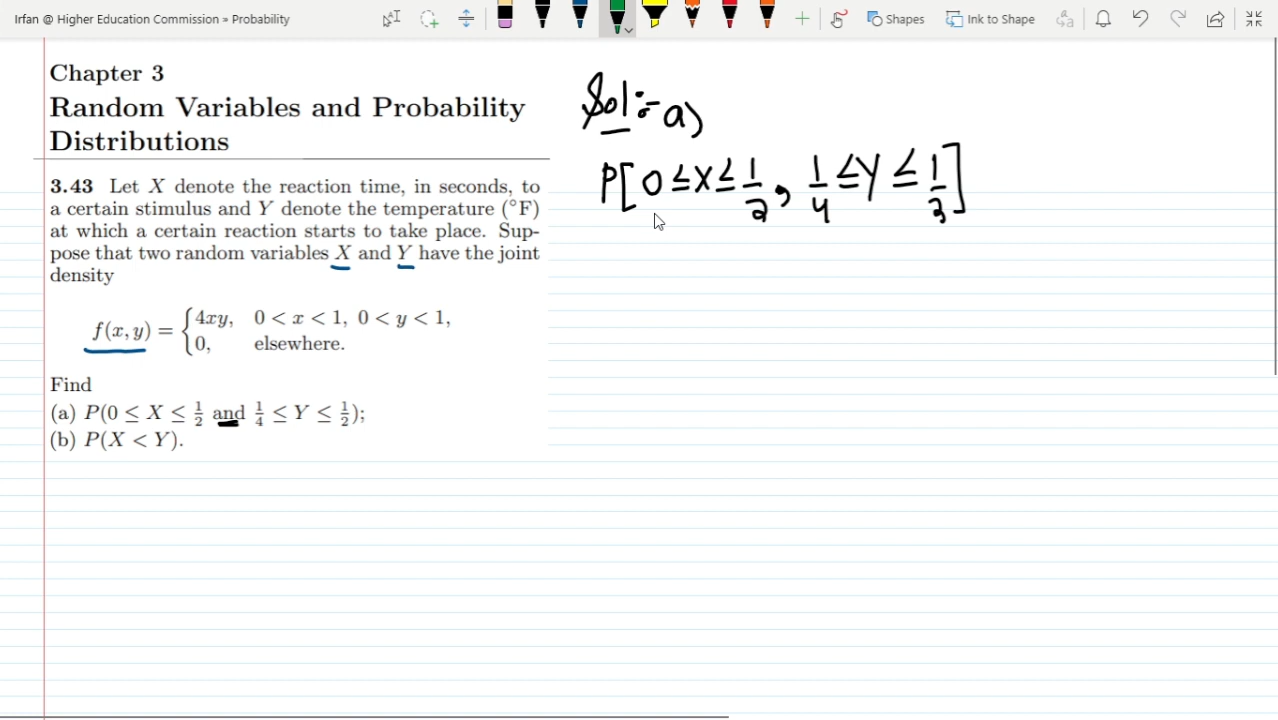 Irfan @ Higher Education Commission » Probability
Shapes
Ink to Shape
Chapter 3
Random Variables and Probability
Distributions
3.43 Let X denote the reaction time, in seconds, to
a certain stimulus and Y denote the temperature (°F)
at which a certain reaction starts to take place. Sup-
pose that two random variables X and Y have the joint
density
f(x, y) = { 4xy, 0 < x < 1, 0 < y < 1,
0, elsewhere.
Find
(a) P(0 ≤ X ≤ 1/2 and 1/4 ≤ Y ≤ 1/2);
(b) P(X < Y).
Sol:- a)
P[0 ≤ X ≤ 1/2, 1/4 ≤ Y ≤ 1/2]